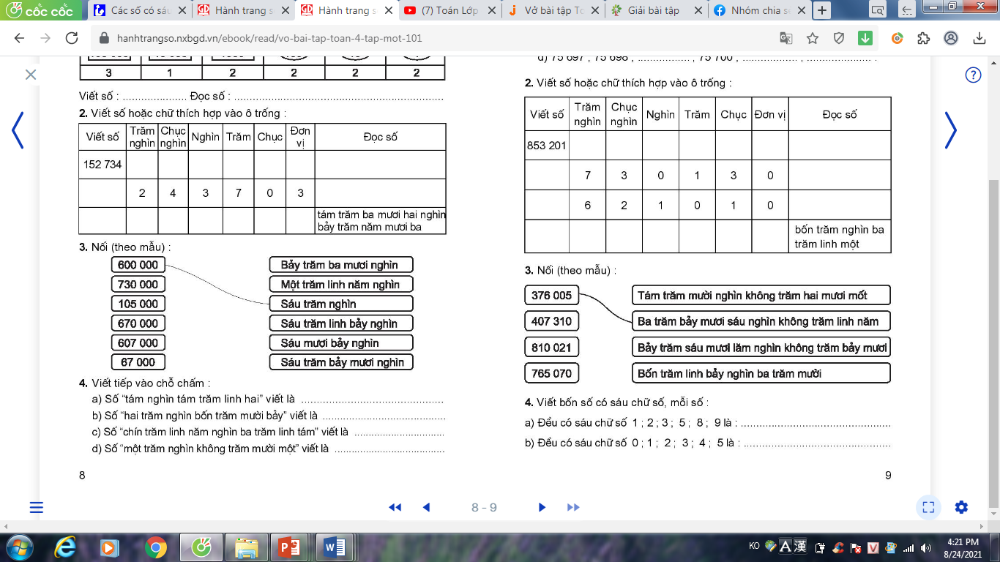 Các số có sáu
Hành trang s
Hành trang s
(7) Toán Lớp
Vở bài tập To
Giải bài tập
Nhóm chia sẻ
cốc cốc
hanhtrangso.nxbgd.vn/ebook/read/vo-bai-tap-toan-4-tap-mot-101
3 1 2 2 2 2
Viết số : ..................... Đọc số : ......................................................................
2. Viết số hoặc chữ thích hợp vào ô trống :
Viết số Trăm nghìn Chục nghìn Nghìn Trăm Chục Đơn vị Đọc số
152 734
2 4 3 7 0 3
tám trăm ba mươi hai nghìn
bảy trăm năm mươi ba
3. Nối (theo mẫu) :
600 000 Bảy trăm ba mươi nghìn
730 000 Một trăm linh năm nghìn
105 000 Sáu trăm nghìn
670 000 Sáu trăm linh bảy nghìn
607 000 Sáu mươi bảy nghìn
67 000 Sáu trăm bảy mươi nghìn
4. Viết tiếp vào chỗ chấm :
a) Số “tám nghìn tám trăm linh hai” viết là ...............................................
b) Số “hai trăm nghìn bốn trăm mười bảy” viết là ........................................
c) Số “chín trăm linh năm nghìn ba trăm linh tám” viết là ..............................
d) Số “một trăm nghìn không trăm mười một” viết là ....................................
8
d) 75 697 ; 75 698 ; ................. ; 75 700 ; .................. ; ..................... .
2. Viết số hoặc chữ thích hợp vào ô trống :
Viết số Trăm nghìn Chục nghìn Nghìn Trăm Chục Đơn vị Đọc số
853 201
7 3 0 1 3 0
6 2 1 0 1 0
bốn trăm nghìn ba
trăm linh một
3. Nối (theo mẫu) :
376 005 Tám trăm mười nghìn không trăm hai mươi mốt
407 310 Ba trăm bảy mươi sáu nghìn không trăm linh năm
810 021 Bảy trăm sáu mươi lăm nghìn không trăm bảy mươi
765 070 Bốn trăm linh bảy nghìn ba trăm mười
4. Viết bốn số có sáu chữ số, mỗi số :
a) Đều có sáu chữ số 1 ; 2 ; 3 ; 5 ; 8 ; 9 là : .................................................
b) Đều có sáu chữ số 0 ; 1 ; 2 ; 3 ; 4 ; 5 là : ................................................
9
8 - 9
KO
A 漢
4:21 PM
8/24/2021